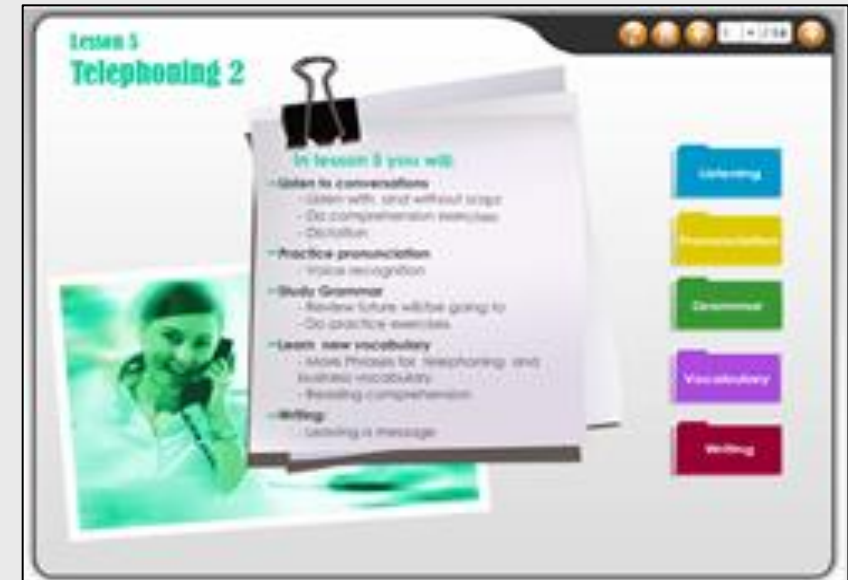 Lesson 5
Telephoning 2
In lesson 5 you will:
- Listen to conversations
- Listen with, and without script
- Do comprehension exercises
- Dictation
- Practice pronunciation
- Voice recognition
- Study Grammar
- Review future will/be going to
- Do practice exercises
- Learn new vocabulary
- More Phrases for telephoning and
business vocabulary
- Reading comprehension
- Writing
- Leaving a message
Listening
Pronunciation
Grammar
Vocabulary
Writing